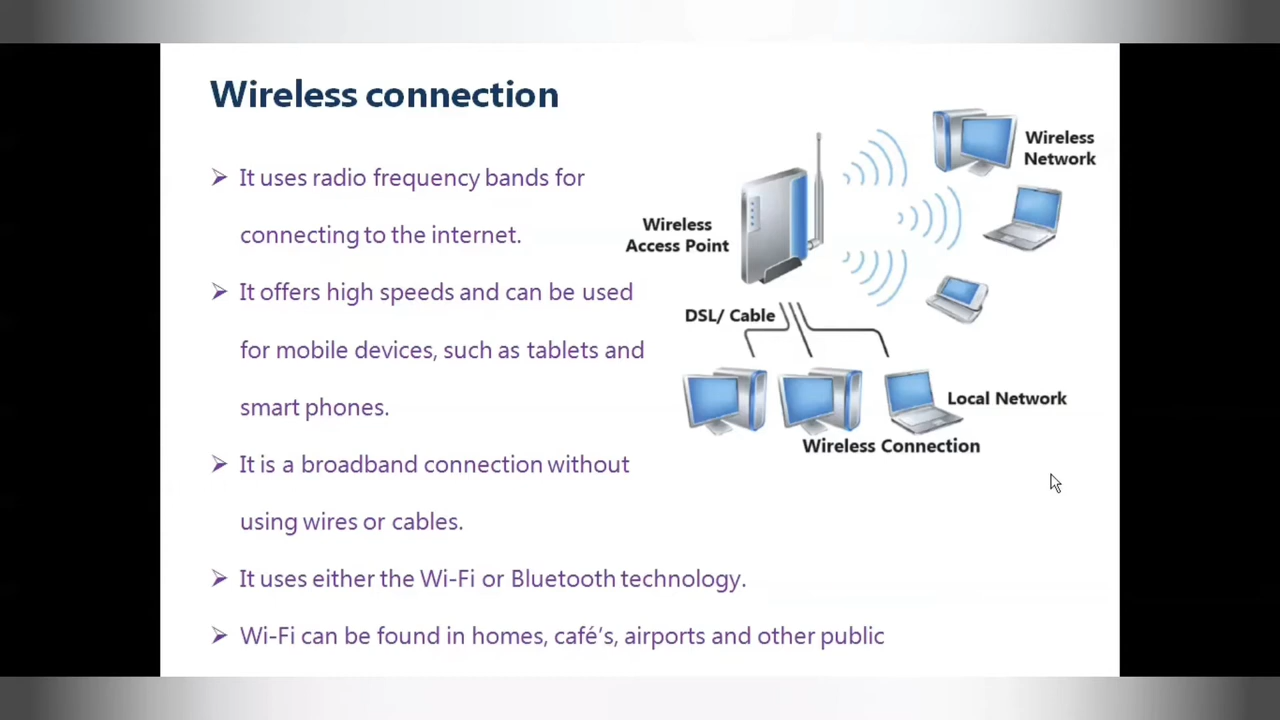 Wireless connection
➢ It uses radio frequency bands for
connecting to the internet.
➢ It offers high speeds and can be used
for mobile devices, such as tablets and
smart phones.
➢ It is a broadband connection without
using wires or cables.
➢ It uses either the Wi-Fi or Bluetooth technology.
➢ Wi-Fi can be found in homes, café's, airports and other public
Wireless
Network
Wireless
Access Point
DSL/ Cable
Local Network
Wireless Connection